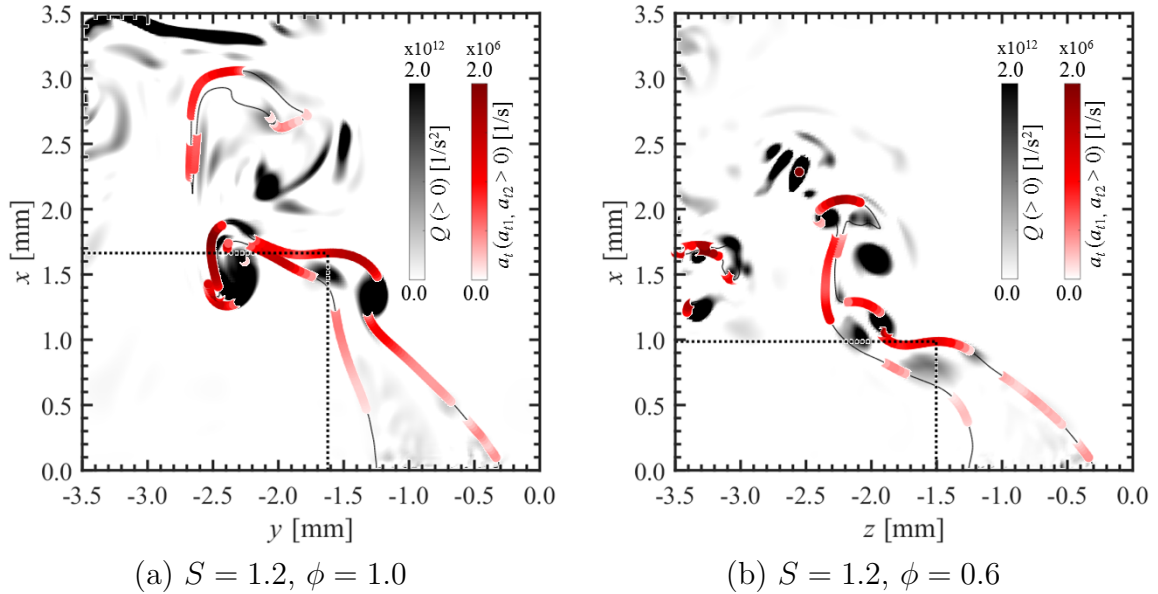 x10¹² x10⁶
2.0 2.0
Q (> 0) [1/s²]
a_t (a_t1, a_t2 > 0) [1/s]
0.0 0.0
3.5
3.0
2.5
2.0
1.5
1.0
0.5
0.0
x [mm]
-3.5 -3.0 -2.5 -2.0 -1.5 -1.0 -0.5 0.0
y [mm]
(a) S = 1.2, ϕ = 1.0
x10¹² x10⁶
2.0 2.0
Q (> 0) [1/s²]
a_t (a_t1, a_t2 > 0) [1/s]
0.0 0.0
3.5
3.0
2.5
2.0
1.5
1.0
0.5
0.0
x [mm]
-3.5 -3.0 -2.5 -2.0 -1.5 -1.0 -0.5 0.0
z [mm]
(b) S = 1.2, ϕ = 0.6